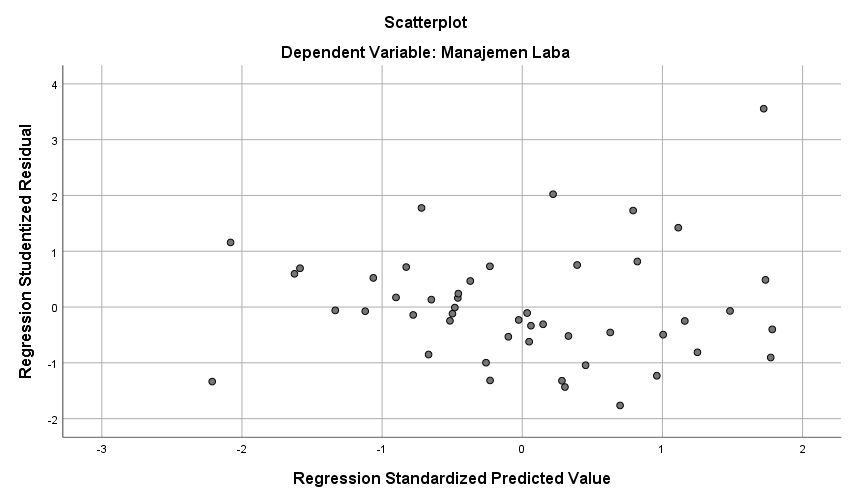 Scatterplot
Dependent Variable: Manajemen Laba
Regression Studentized Residual
4
3
2
1
0
-1
-2
-3 -2 -1 0 1 2
Regression Standardized Predicted Value